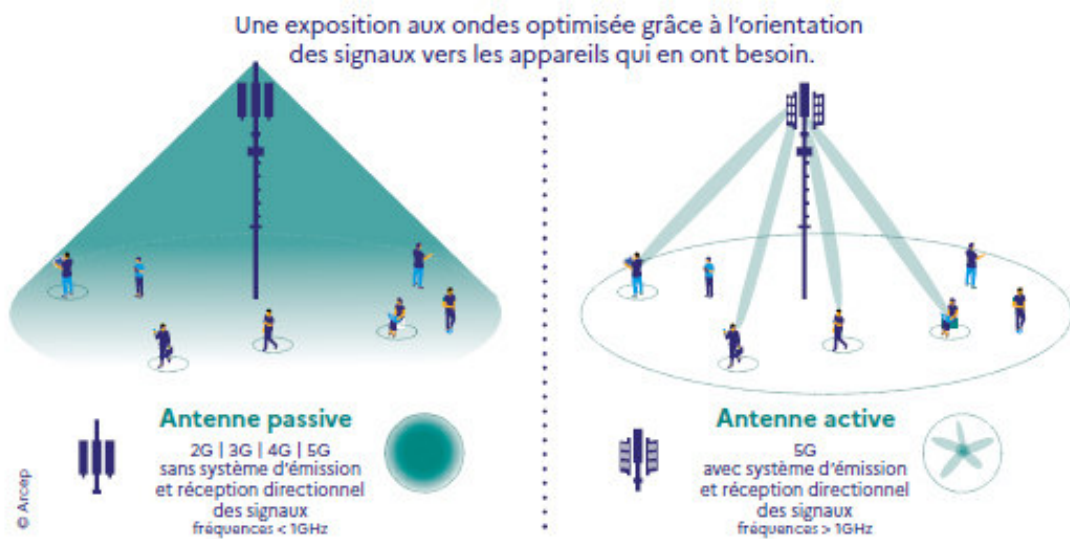 Une exposition aux ondes optimisée grâce à l'orientation
des signaux vers les appareils qui en ont besoin.
Antenne passive
2G | 3G | 4G | 5G
sans système d'émission
et réception directionnel
des signaux
fréquences < 1GHz
Antenne active
5G
avec système d'émission
et réception directionnel
des signaux
fréquences > 1GHz
© Arcep